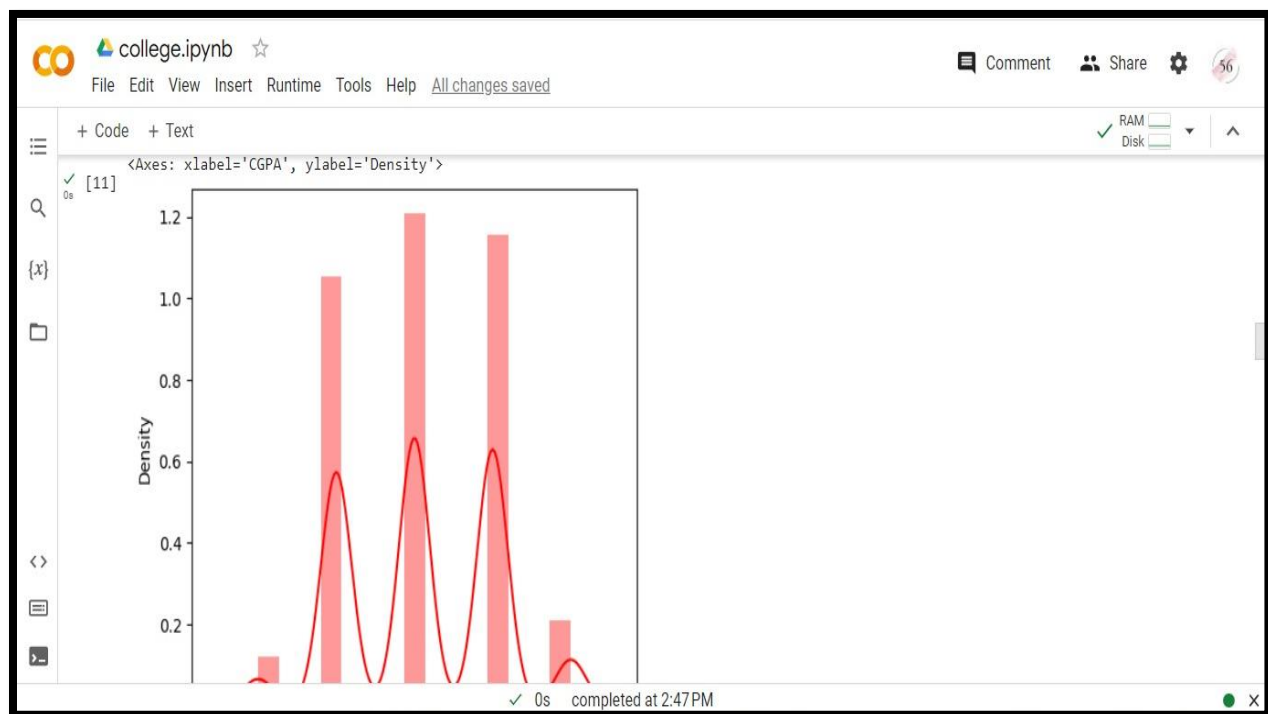 college.ipynb
File Edit View Insert Runtime Tools Help All changes saved
Comment
Share
56
+ Code + Text
RAM
Disk
<Axes: xlabel='CGPA', ylabel='Density'>
[11]
0s
{x}
1.2
1.0
0.8
0.6
0.4
0.2
Density
0s completed at 2:47 PM